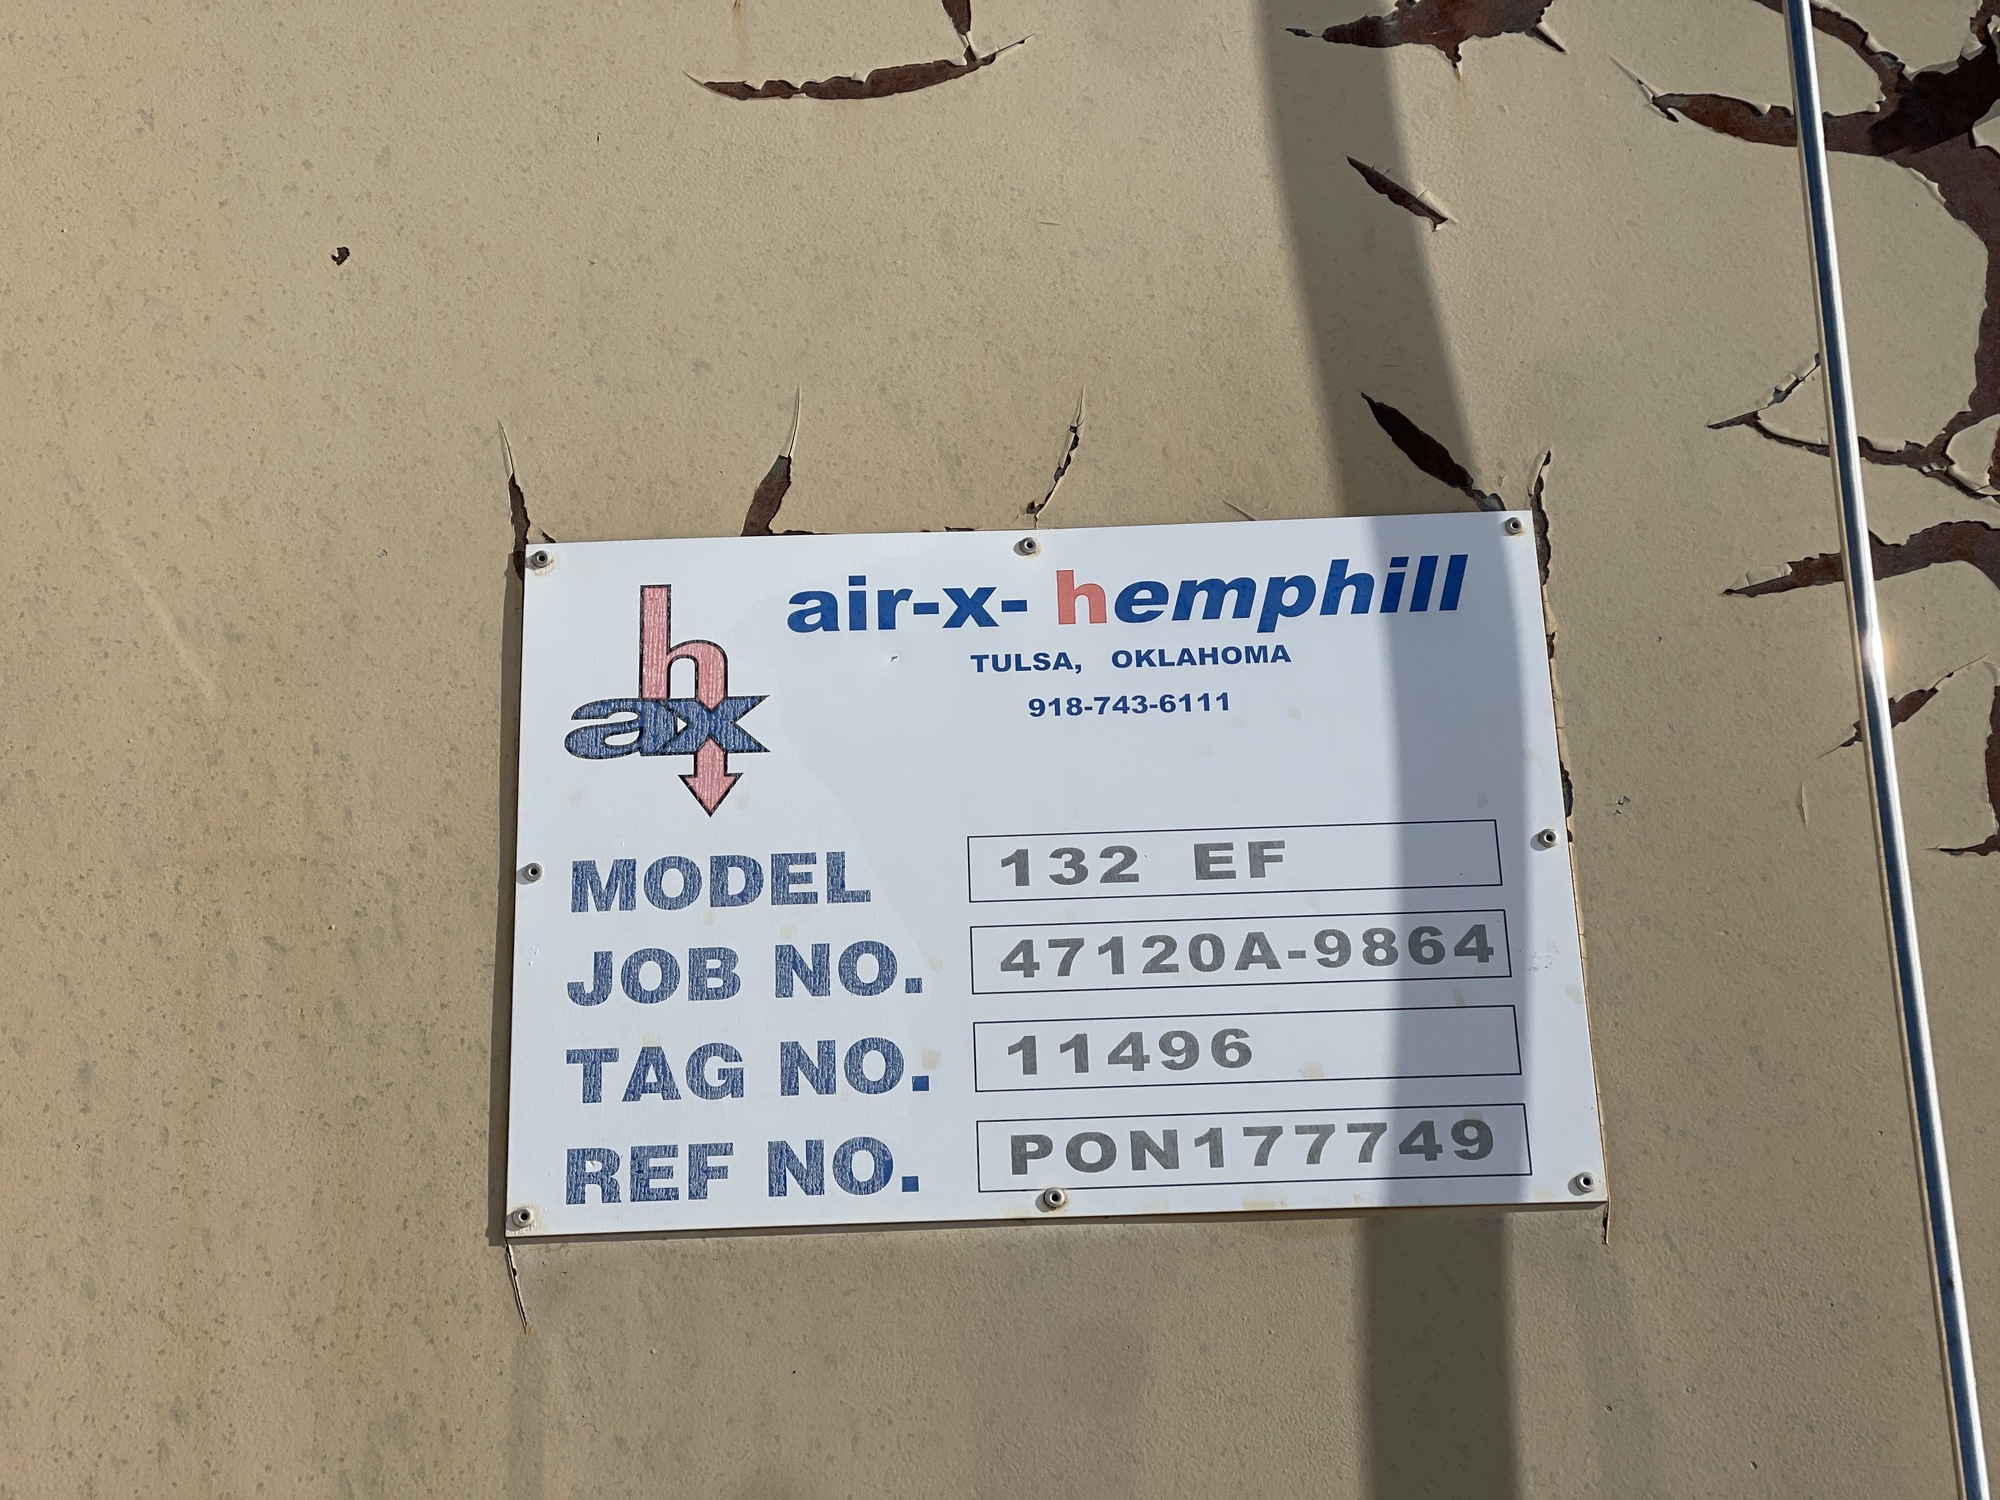 h
ax
air-x- hemphill
TULSA, OKLAHOMA
918-743-6111
MODEL 132 EF
JOB NO. 47120A-9864
TAG NO. 11496
REF NO. PON177749